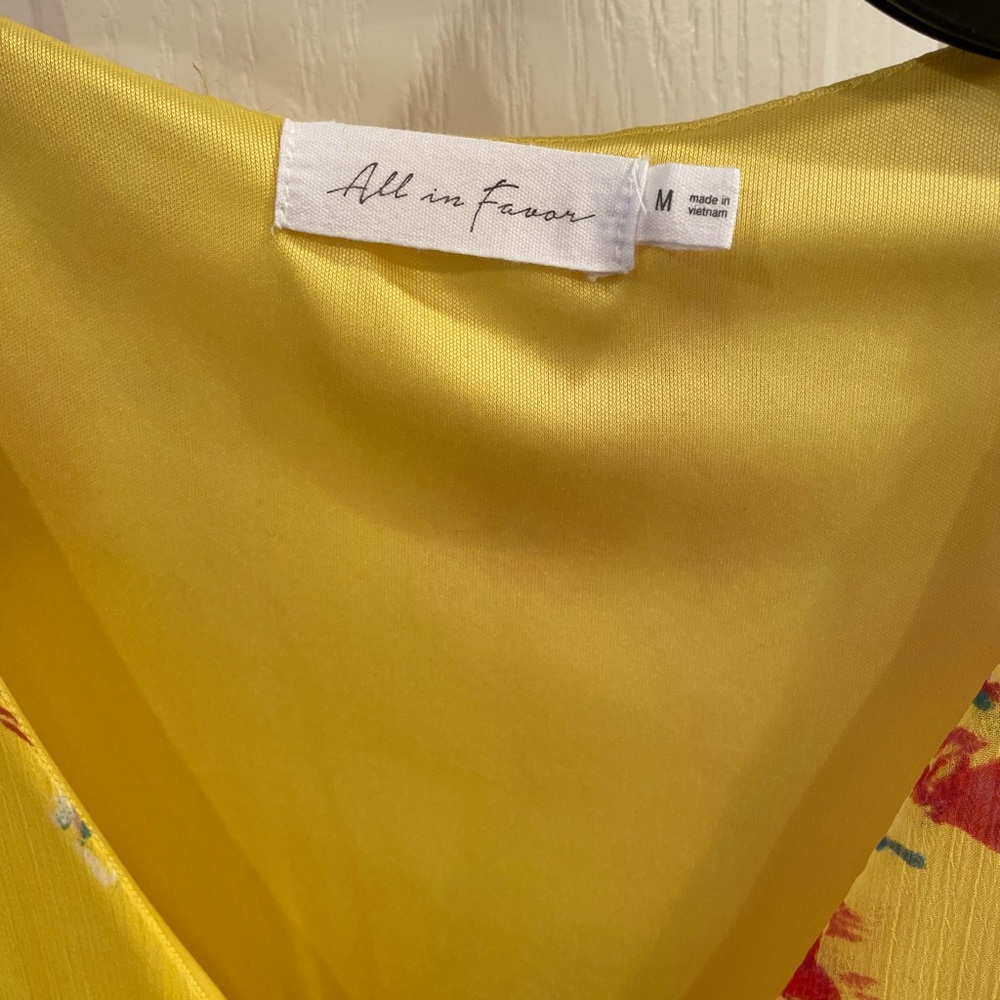 All in Favor
M
made in
vietnam